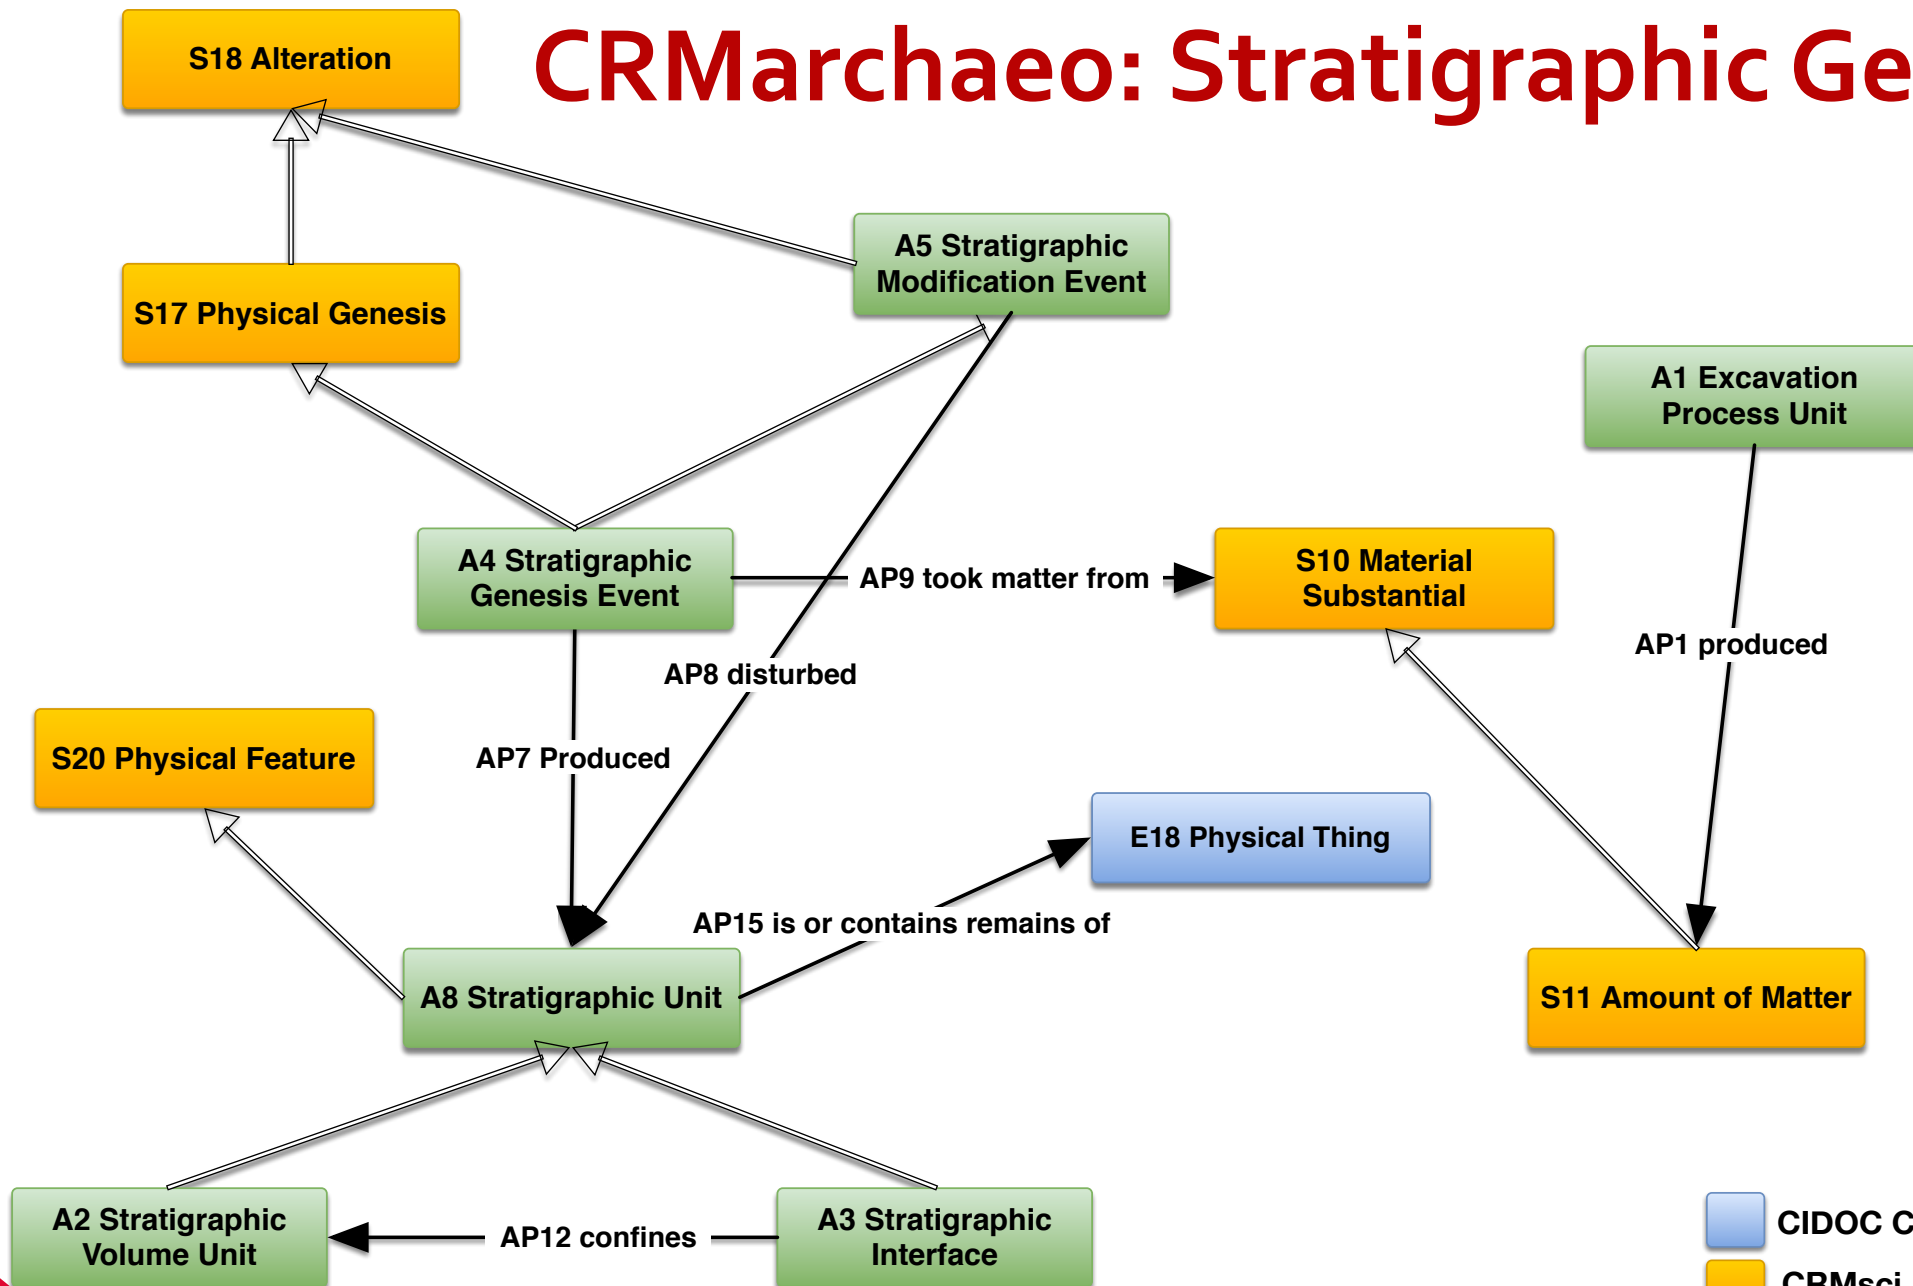 CRMarchaeo: Stratigraphic Ge
S18 Alteration
A5 Stratigraphic
Modification Event
S17 Physical Genesis
A1 Excavation
Process Unit
A4 Stratigraphic
Genesis Event
AP9 took matter from
S10 Material
Substantial
AP1 produced
AP8 disturbed
S20 Physical Feature
AP7 Produced
E18 Physical Thing
AP15 is or contains remains of
A8 Stratigraphic Unit
S11 Amount of Matter
A2 Stratigraphic
Volume Unit
AP12 confines
A3 Stratigraphic
Interface
CIDOC C
CRMsci